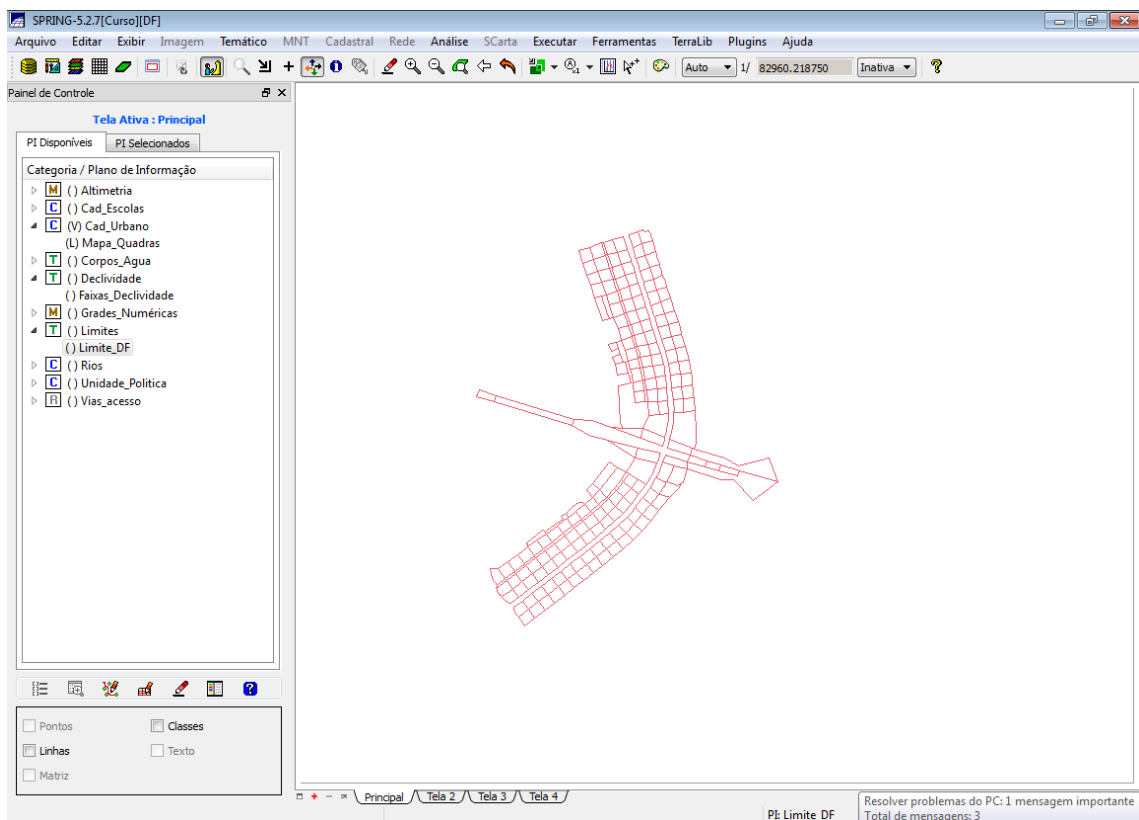 SPRING-5.2.7[Curso][DF]
Arquivo Editar Exibir Imagem Temático MNT Cadastral Rede Análise SCarta Executar Ferramentas TerraLib Plugins Ajuda
Auto 1/ 82960.218750 Inativa
Painel de Controle
Tela Ativa : Principal
PI Disponíveis PI Selecionados
Categoria / Plano de Informação
M ( ) Altimetria
C ( ) Cad_Escolas
C (V) Cad_Urbano
(L) Mapa_Quadras
T ( ) Corpos_Agua
T ( ) Declividade
( ) Faixas_Declividade
M ( ) Grades_Numéricas
T ( ) Limites
( ) Limite_DF
C ( ) Rios
C ( ) Unidade_Politica
R ( ) Vias_acesso
Pontos Classes
Linhas Texto
Matriz
Principal Tela 2 Tela 3 Tela 4
PI: Limite_DF
Resolver problemas do PC: 1 mensagem importante
Total de mensagens: 3